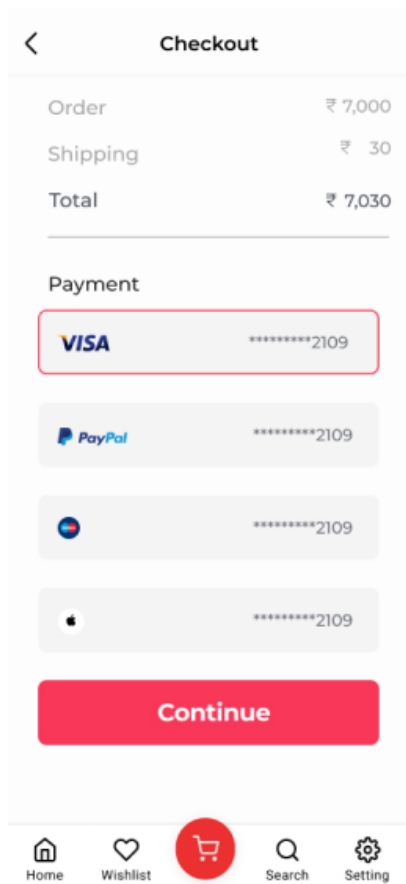 Checkout
Order ₹ 7,000
Shipping ₹ 30
Total ₹ 7,030
Payment
VISA *********2109
PayPal *********2109
*********2109
*********2109
Continue
Home Wishlist Search Setting